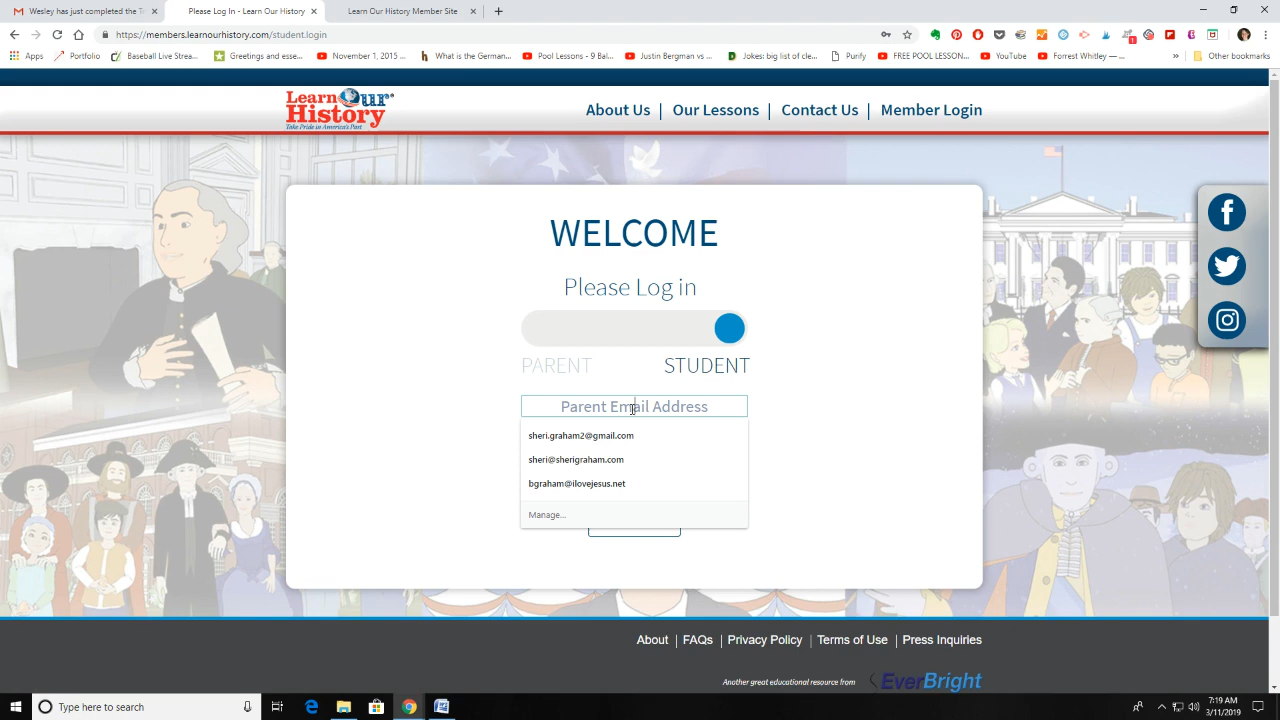 Wesley has just completed the T
Please Log In - Learn Our History
Learn Our History Member Site
https://members.learnourhistory.com/student.login
Apps
Portfolio
Baseball Live Strea...
Greetings and esse...
November 1, 2015 ...
What is the German...
Pool Lessons - 9 Bal...
Justin Bergman vs ...
Jokes: big list of cle...
Purify
FREE POOL LESSON...
YouTube
Forrest Whitley — ...
Other bookmarks
Learn Our
History
Take Pride in America's Past
About Us | Our Lessons | Contact Us | Member Login
WELCOME
Please Log in
PARENT STUDENT
Parent Email Address
sheri.graham2@gmail.com
sheri@sherigraham.com
bgraham@ilovejesus.net
Manage...
About | FAQs | Privacy Policy | Terms of Use | Press Inquiries
Another great educational resource from EverBright
Type here to search
7:19 AM
3/11/2019